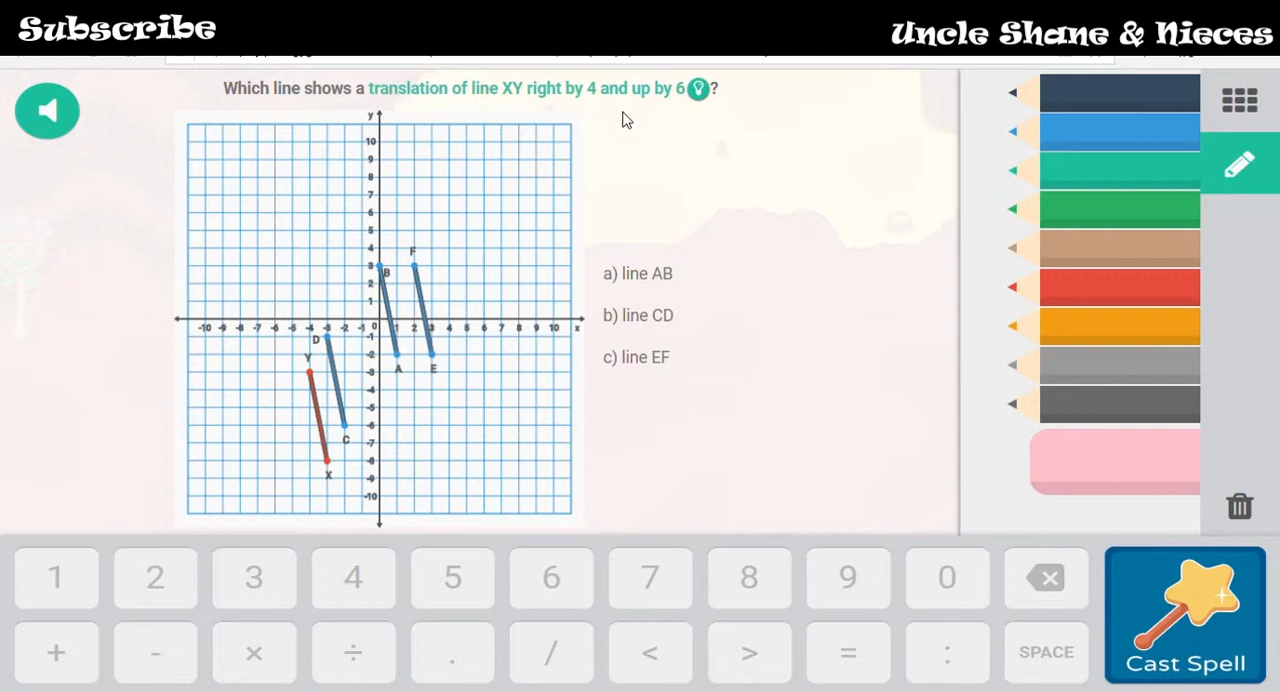 Subscribe
Uncle Shane & Nieces
Which line shows a translation of line XY right by 4 and up by 6 ?
y
10
9
8
7
6
5
4
F
3
B
2
1
-10 -9 -8 -7 -6 -5 -4 -3 -2 -1 0 1 2 3 4 5 6 7 8 9 10 x
D
-1
Y
-2
A
E
-3
-4
-5
-6
C
-7
-8
X
-9
-10
a) line AB
b) line CD
c) line EF
1 2 3 4 5 6 7 8 9 0
+ - × ÷ . / < > = : SPACE
Cast Spell